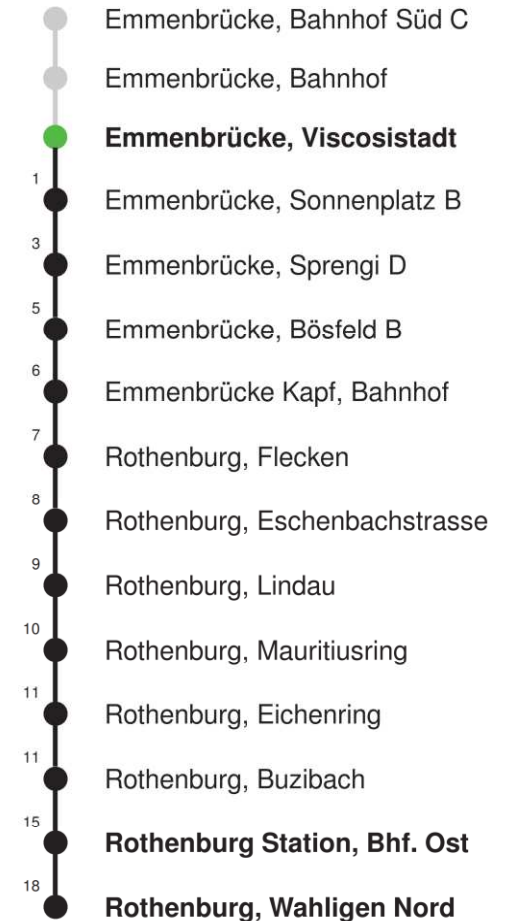 Emmenbrücke, Bahnhof Süd C
Emmenbrücke, Bahnhof
Emmenbrücke, Viscosistadt
1 Emmenbrücke, Sonnenplatz B
3 Emmenbrücke, Sprengi D
5 Emmenbrücke, Bösfeld B
6 Emmenbrücke Kapf, Bahnhof
7 Rothenburg, Flecken
8 Rothenburg, Eschenbachstrasse
9 Rothenburg, Lindau
10 Rothenburg, Mauritiusring
11 Rothenburg, Eichenring
11 Rothenburg, Buzibach
15 Rothenburg Station, Bhf. Ost
18 Rothenburg, Wahligen Nord